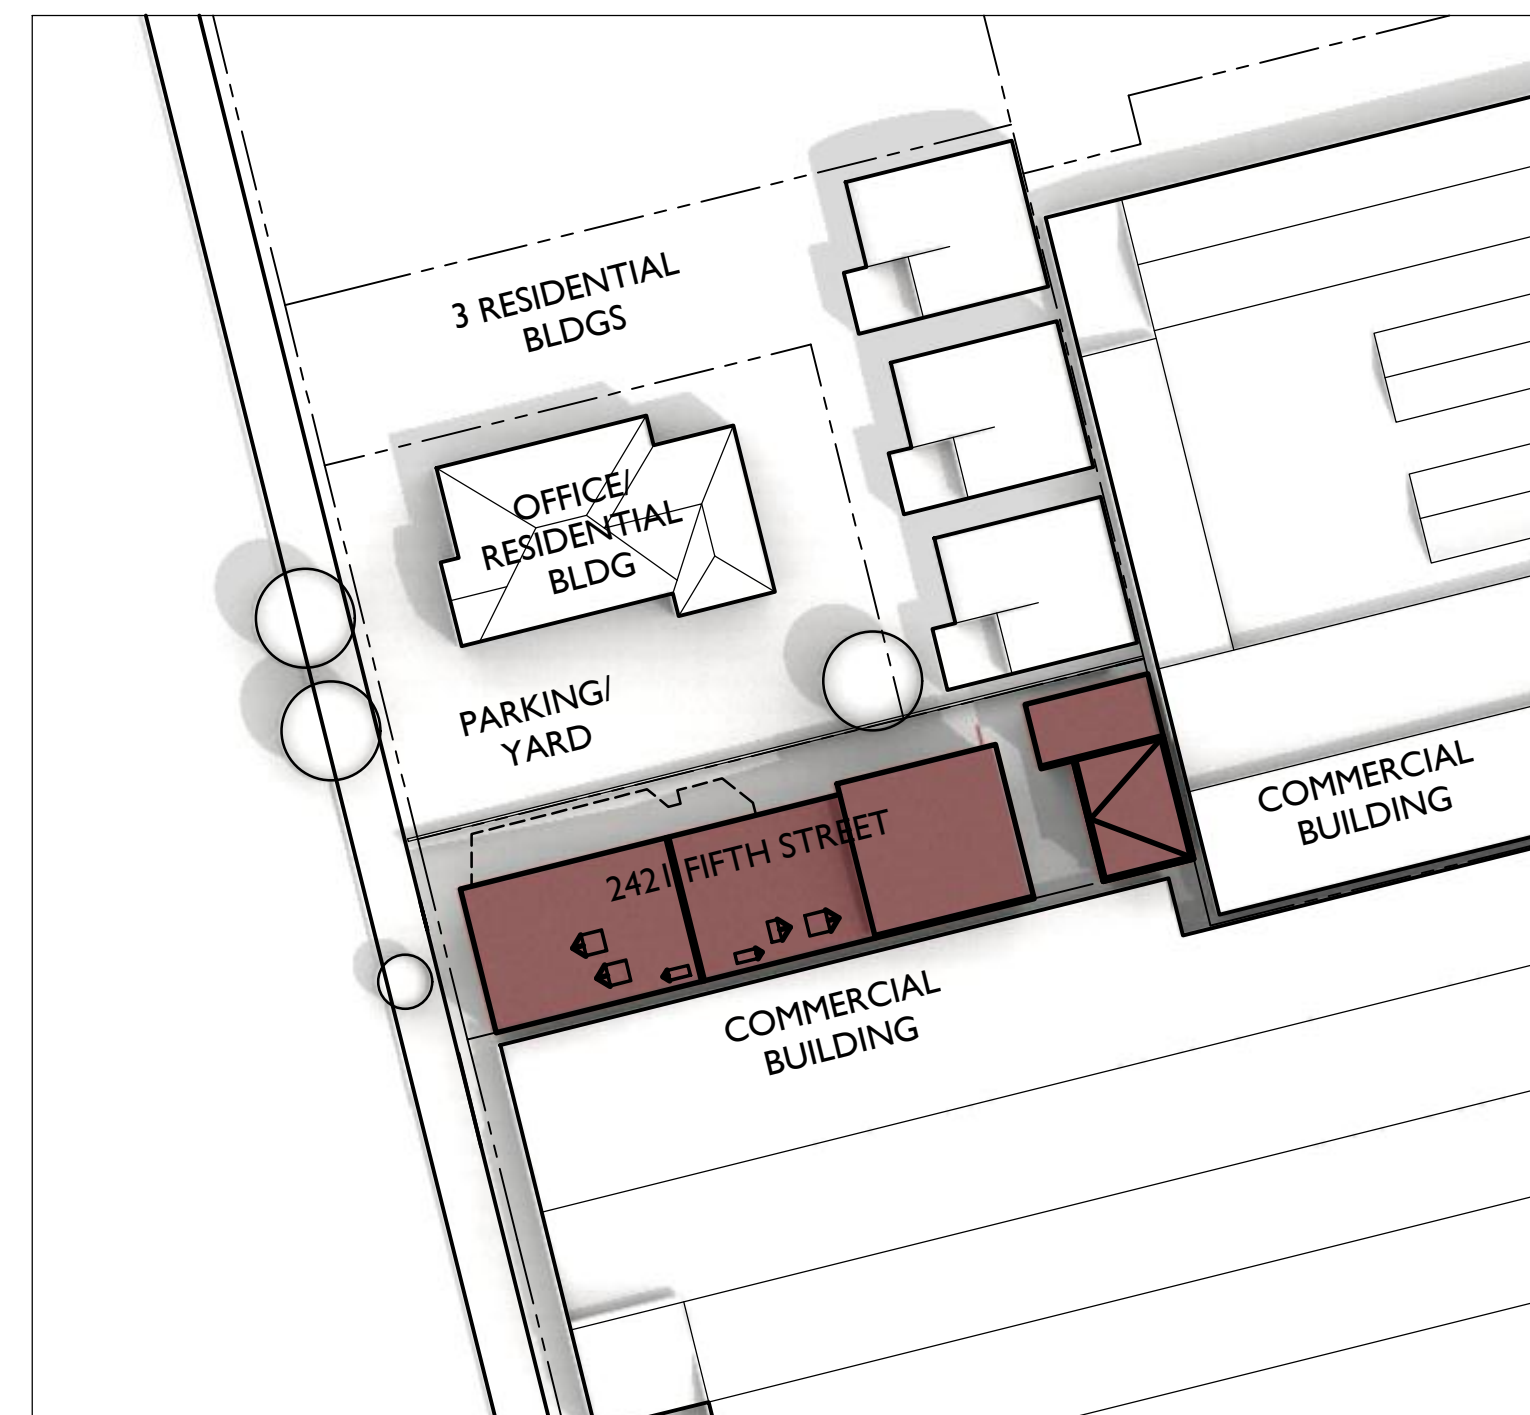 3 RESIDENTIAL
BLDGS
OFFICE/
RESIDENTIAL
BLDG
PARKING/
YARD
2421 FIFTH STREET
COMMERCIAL
BUILDING
COMMERCIAL
BUILDING